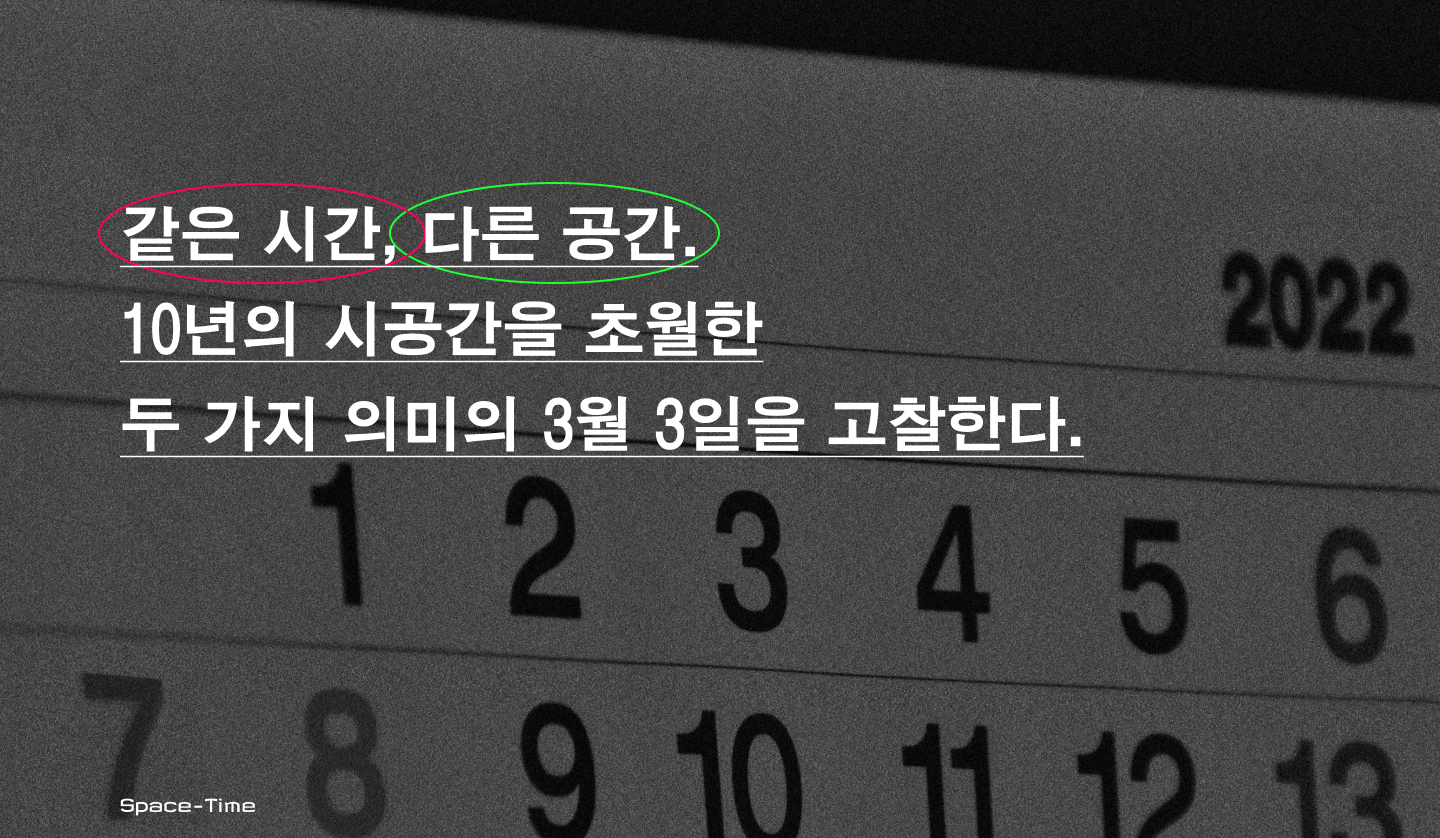 같은 시간, 다른 공간.
10년의 시공간을 초월한
두 가지 의미의 3월 3일을 고찰한다.
2022
1 2 3 4 5 6
7 8 9 10 11 12 13
Space-Time